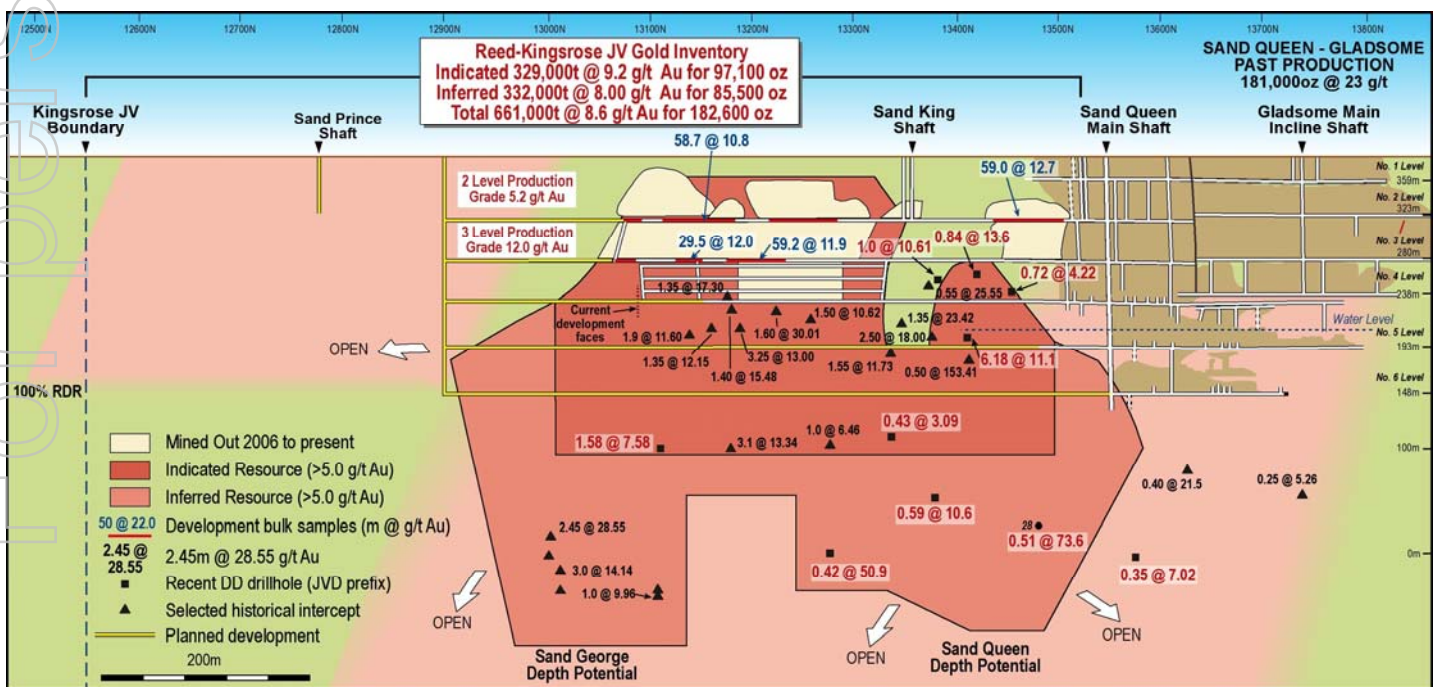 12500N 12600N 12700N 12900N 13100N 13200N 13300N 13400N 13500N 13600N 13700N 13800N
Reed-Kingsrose JV Gold Inventory
Indicated 329,000t @ 9.2 g/t Au for 97,100 oz
Inferred 332,000t @ 8.00 g/t Au for 85,500 oz
Total 661,000t @ 8.6 g/t Au for 182,600 oz
SAND QUEEN - GLADSOME
PAST PRODUCTION
181,000oz @ 23 g/t
Kingsrose JV
Boundary
Sand Prince
Shaft
Sand King
Shaft
Sand Queen
Main Shaft
Gladsome Main
Incline Shaft
58.7 @ 10.8
59.0 @ 12.7
No. 1 Level
359m
2 Level Production
Grade 5.2 g/t Au
No. 2 Level
323m
3 Level Production
Grade 12.0 g/t Au
29.5 @ 12.0
59.2 @ 11.9
1.0 @ 10.61
0.84 @ 13.6
No. 3 Level
280m
0.72 @ 4.22
No. 4 Level
238m
1.35 @ 17.30
0.55 @ 25.55
Current
development
faces
1.50 @ 10.62
1.35 @ 23.42
Water Level
No. 5 Level
193m
1.9 @ 11.60
1.60 @ 30.01
2.50 @ 18.00
OPEN
1.35 @ 12.15
3.25 @ 13.00
1.55 @ 11.73
6.18 @ 11.1
1.40 @ 15.48
0.50 @ 153.41
No. 6 Level
148m
100% RDR
1.58 @ 7.58
3.1 @ 13.34
1.0 @ 6.46
0.43 @ 3.09
100m
0.40 @ 21.5
0.25 @ 5.26
0.59 @ 10.6
28
0.51 @ 73.6
2.45 @ 28.55
3.0 @ 14.14
1.0 @ 9.96
0.42 @ 50.9
0.35 @ 7.02
0m
Mined Out 2006 to present
Indicated Resource (>5.0 g/t Au)
Inferred Resource (>5.0 g/t Au)
50 @ 22.0 Development bulk samples (m @ g/t Au)
2.45 @
28.55
2.45m @ 28.55 g/t Au
Recent DD drillhole (JVD prefix)
Selected historical intercept
Planned development
200m
OPEN
Sand George
Depth Potential
OPEN
Sand Queen
Depth Potential
OPEN